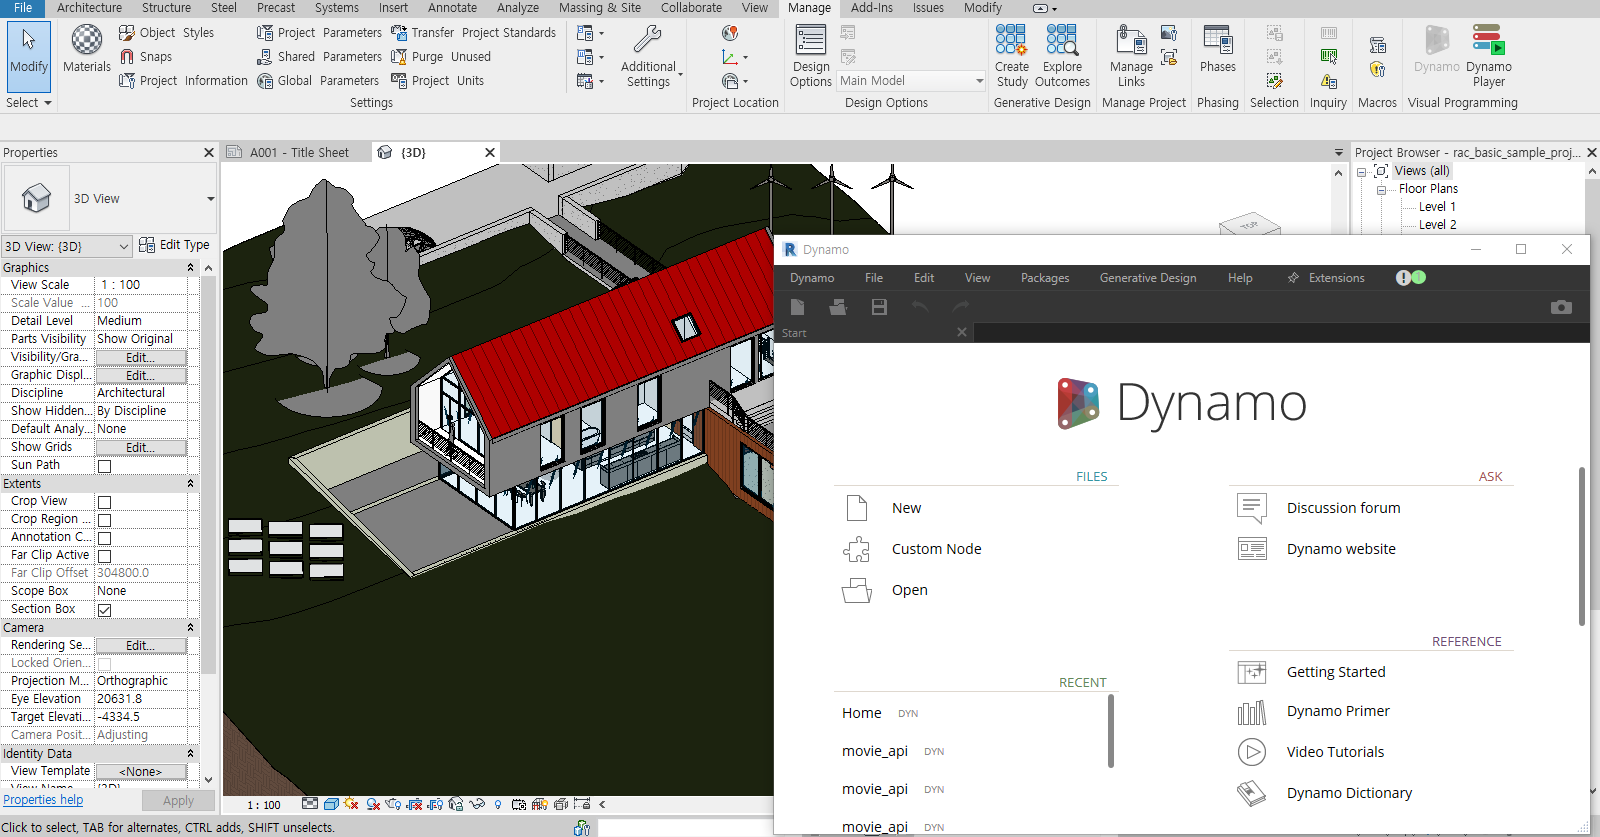 File Architecture Structure Steel Precast Systems Insert Annotate Analyze Massing & Site Collaborate View Manage Add-Ins Issues Modify
Modify
Select
Materials
Object Styles
Snaps
Project Information
Project Parameters
Shared Parameters
Global Parameters
Transfer Project Standards
Purge Unused
Project Units
Settings
Additional
Settings
Project Location
Design
Options
Main Model
Design Options
Create
Study
Explore
Outcomes
Generative Design
Manage
Links
Manage Project
Phases
Phasing
Selection
Inquiry
Macros
Dynamo
Dynamo
Player
Visual Programming
Properties
3D View
3D View: {3D}
Edit Type
Graphics
View Scale 1 : 100
Scale Value ... 100
Detail Level Medium
Parts Visibility Show Original
Visibility/Gra... Edit...
Graphic Displ... Edit...
Discipline Architectural
Show Hidden... By Discipline
Default Analy... None
Show Grids Edit...
Sun Path
Extents
Crop View
Crop Region ...
Annotation C...
Far Clip Active
Far Clip Offset 304800.0
Scope Box None
Section Box
Camera
Rendering Se... Edit...
Locked Orien...
Projection M... Orthographic
Eye Elevation 20631.8
Target Elevati... -4334.5
Camera Posit... Adjusting
Identity Data
View Template <None>
View Name {3D}
Properties help
Apply
A001 - Title Sheet
{3D}
TOP
1 : 100
Project Browser - rac_basic_sample_proj...
Views (all)
Floor Plans
Level 1
Level 2
Dynamo
Dynamo File Edit View Packages Generative Design Help Extensions
Start
Dynamo
FILES
New
Custom Node
Open
RECENT
Home DYN
movie_api DYN
movie_api DYN
movie_api DYN
ASK
Discussion forum
Dynamo website
REFERENCE
Getting Started
Dynamo Primer
Video Tutorials
Dynamo Dictionary
Click to select, TAB for alternates, CTRL adds, SHIFT unselects.